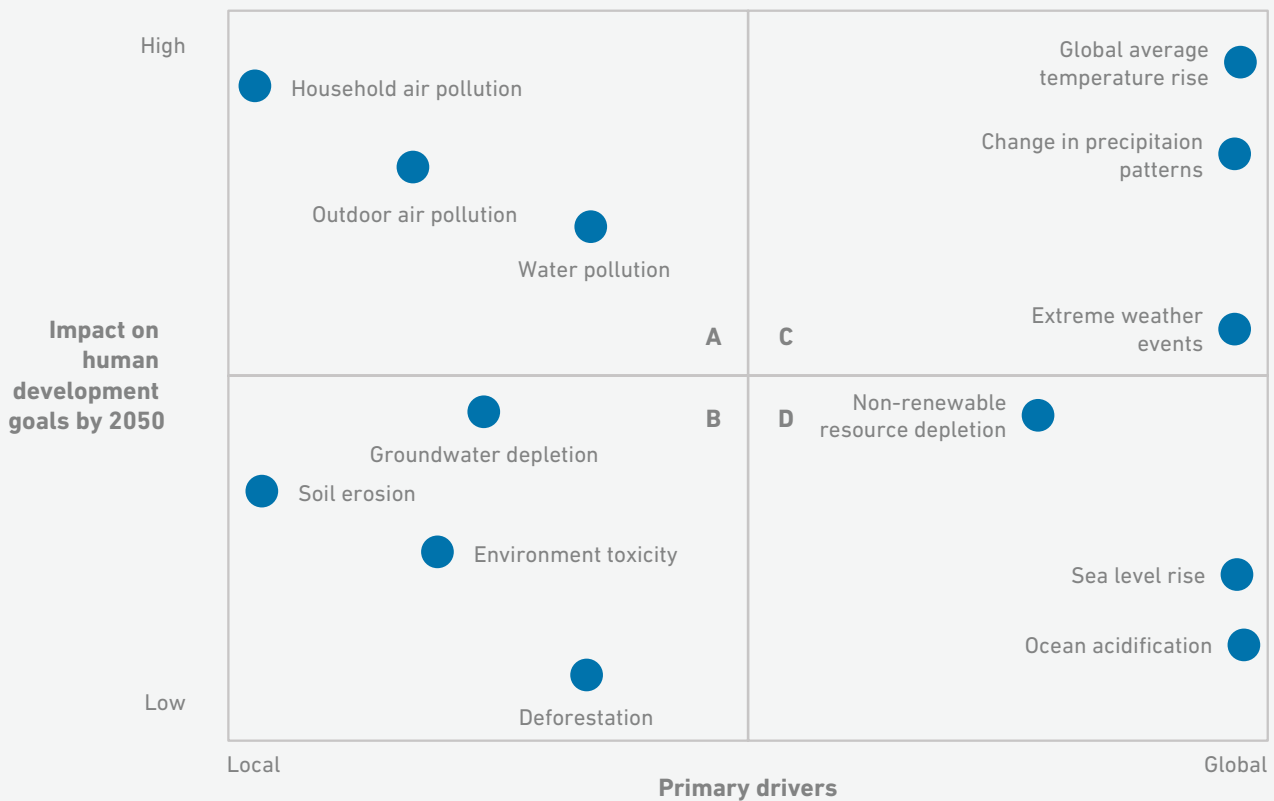 High
Household air pollution
Outdoor air pollution
Water pollution
Global average
temperature rise
Change in precipitaion
patterns
Extreme weather
events
A
C
Impact on
human
development
goals by 2050
B
D
Groundwater depletion
Soil erosion
Environment toxicity
Deforestation
Non-renewable
resource depletion
Sea level rise
Ocean acidification
Low
Local
Global
Primary drivers